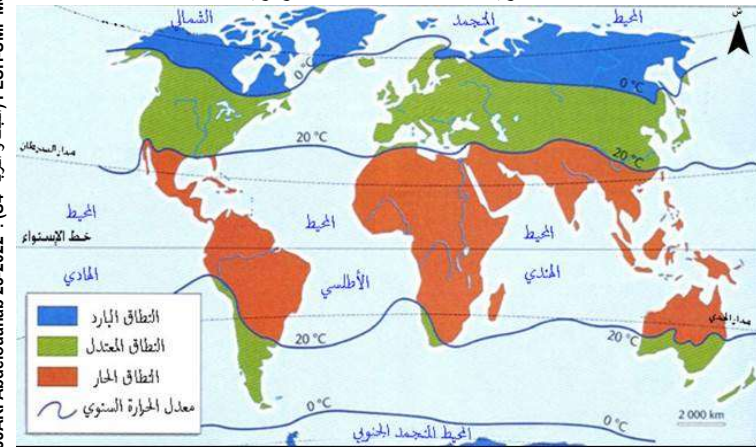 المحيط المتجمد الشمالي
ش
0 °C
0 °C
20 °C
20 °C
مدار السرطان
المحيط
الهادي
خط الإستواء
المحيط
الأطلسي
المحيط
الهندي
مدار الجدي
20 °C
20 °C
0 °C
0 °C
المحيط المتجمد الجنوبي
2 000 km
النطاق البارد
النطاق المعتدل
النطاق الحار
معدل الحرارة السنوي